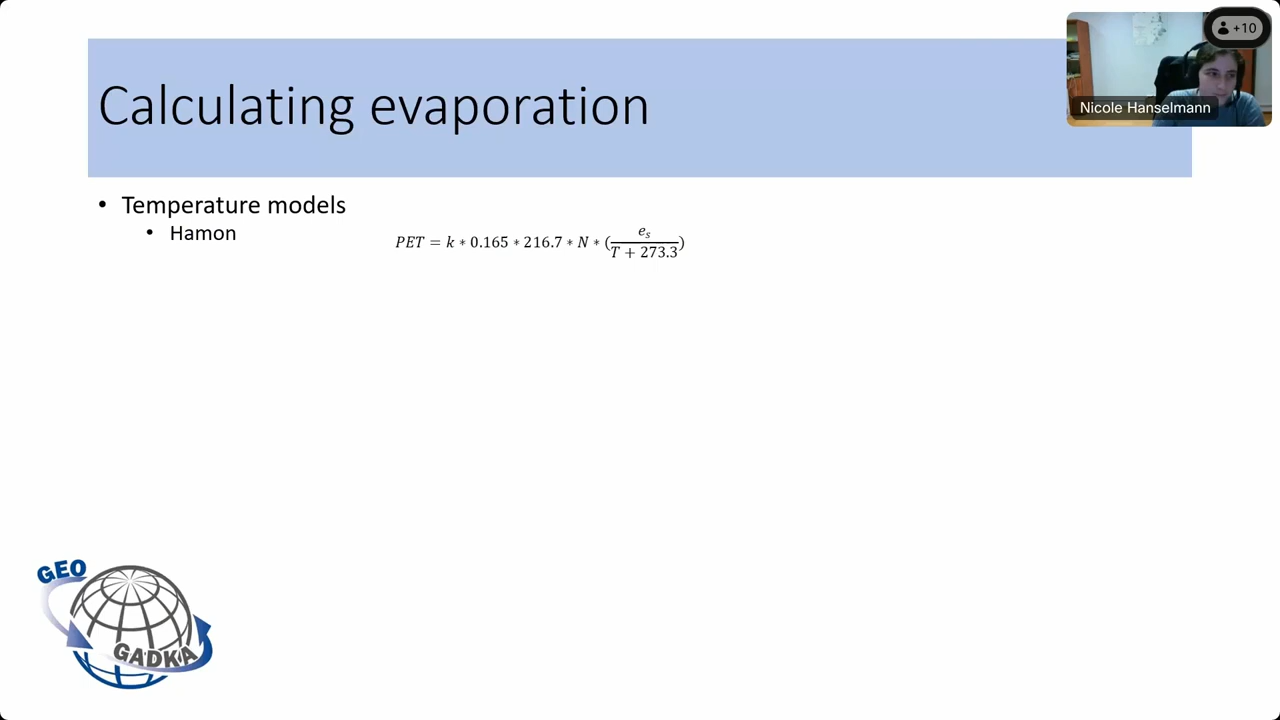 +10
Nicole Hanselmann
Calculating evaporation
• Temperature models
• Hamon
PET = k * 0.165 * 216.7 * N * (e_s / (T + 273.3))
GEO
GADKA